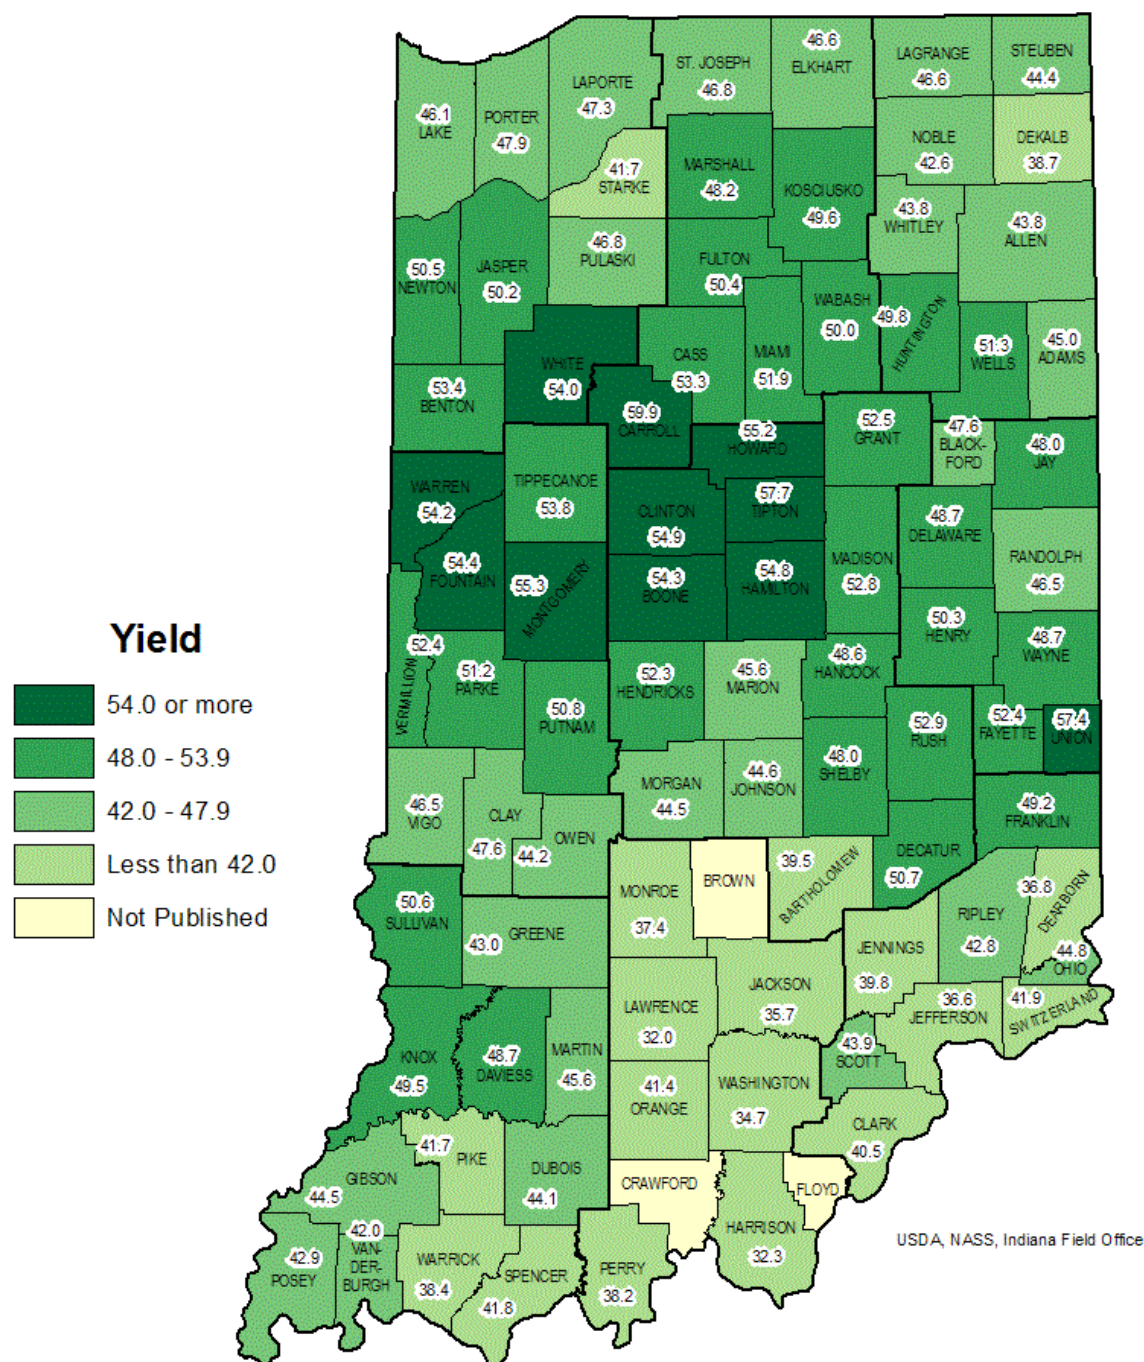 46.6
ELKHART
LAGRANGE
46.6
STEUBEN
44.4
ST. JOSEPH
46.8
LAPORTE
47.3
46.1
LAKE
PORTER
47.9
NOBLE
42.6
DEKALB
38.7
41.7
STARKE
MARSHALL
48.2
KOSCIUSKO
49.6
43.8
WHITLEY
43.8
ALLEN
46.8
PULASKI
50.5
NEWTON
JASPER
50.2
FULTON
50.4
WABASH
50.0
49.8
HUNTINGTON
51.3
WELLS
45.0
ADAMS
WHITE
54.0
CASS
53.3
MIAMI
51.9
53.4
BENTON
59.9
CARROLL
55.2
HOWARD
52.5
GRANT
47.6
BLACK-
FORD
48.0
JAY
WARREN
54.2
TIPPECANOE
53.8
CLINTON
54.9
57.7
TIPTON
48.7
DELAWARE
RANDOLPH
46.5
54.4
FOUNTAIN
55.3
MONTGOMERY
54.3
BOONE
54.8
HAMILTON
MADISON
52.8
50.3
HENRY
48.7
WAYNE
Yield
54.0 or more
48.0 - 53.9
42.0 - 47.9
Less than 42.0
Not Published
52.4
VERMILLION
51.2
PARKE
50.8
PUTNAM
52.3
HENDRICKS
45.6
MARION
48.6
HANCOCK
52.9
RUSH
52.4
FAYETTE
57.4
UNION
46.5
VIGO
CLAY
47.6
OWEN
44.2
MORGAN
44.5
44.6
JOHNSON
48.0
SHELBY
49.2
FRANKLIN
DECATUR
50.7
50.6
SULLIVAN
43.0
GREENE
MONROE
37.4
BROWN
39.5
BARTHOLOMEW
RIPLEY
42.8
36.8
DEARBORN
44.8
OHIO
JENNINGS
39.8
JACKSON
35.7
LAWRENCE
32.0
36.6
JEFFERSON
41.9
SWITZERLAND
KNOX
49.5
48.7
DAVIESS
MARTIN
45.6
43.9
SCOTT
41.4
ORANGE
WASHINGTON
34.7
CLARK
40.5
41.7
PIKE
DUBOIS
44.1
GIBSON
44.5
CRAWFORD
FLOYD
HARRISON
32.3
42.9
POSEY
42.0
VAN-
DER-
BURGH
WARRICK
38.4
SPENCER
41.8
PERRY
38.2
USDA, NASS, Indiana Field Office